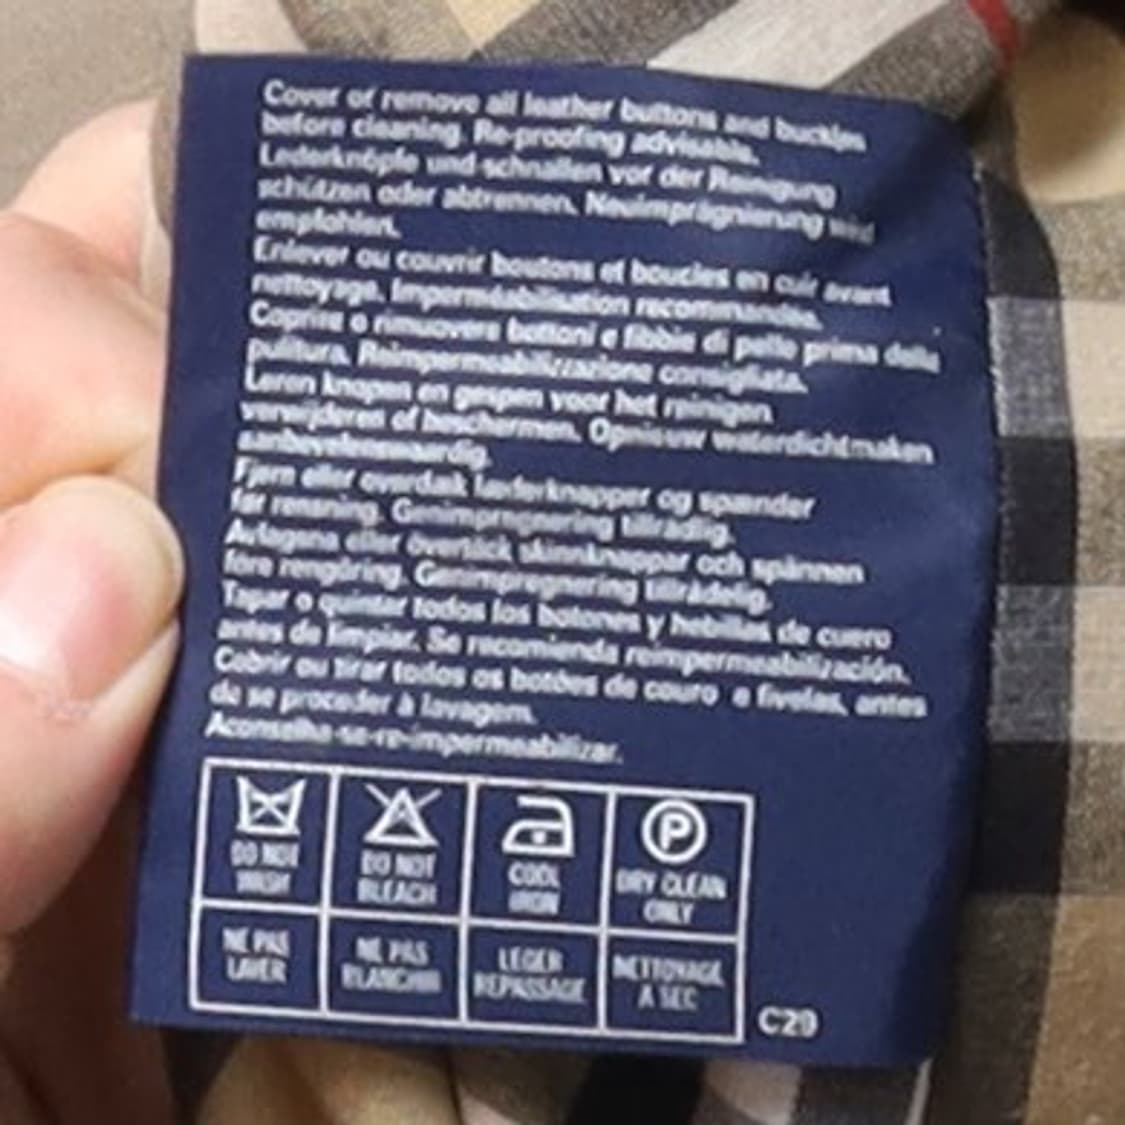 Cover or remove all leather buttons and buckles
before cleaning. Re-proofing advisable.
Lederknöpfe und schnallen vor der Reinigung
schützen oder abtrennen. Neuimprägnierung wird
empfohlen.
Enlever ou couvrir boutons et boucles en cuir avant
nettoyage. Imperméabilisation recommandée.
Coprire o rimuovere bottoni e fibbie di pelle prima della
pulitura. Reimpermeabilizzazione consigliata.
Leren knopen en gespen voor het reinigen
verwijderen of beschermen. Opnieuw waterdichtmaken
aanbevelenswaardig.
Fjern eller overdæk læderknapper og spænder
før rensning. Genimprægnering tilrådlig.
Avlägsna eller övertäck skinnknappar och spännen
före rengöring. Genimpregnering tillrådelig.
Tapar o quintar todos los botones y hebillas de cuero
antes de limpiar. Se recomienda reimpermeabilización.
Cobrir ou tirar todos os botões de couro e fivelas, antes
de se proceder à lavagem.
Aconselha-se-re-impermeabilizar.
P
DO NOT
WASH
DO NOT
BLEACH
COOL
IRON
DRY CLEAN
ONLY
NE PAS
LAVER
NE PAS
BLANCHIR
LÉGER
REPASSAGE
NETTOYAGE
A SEC
C29